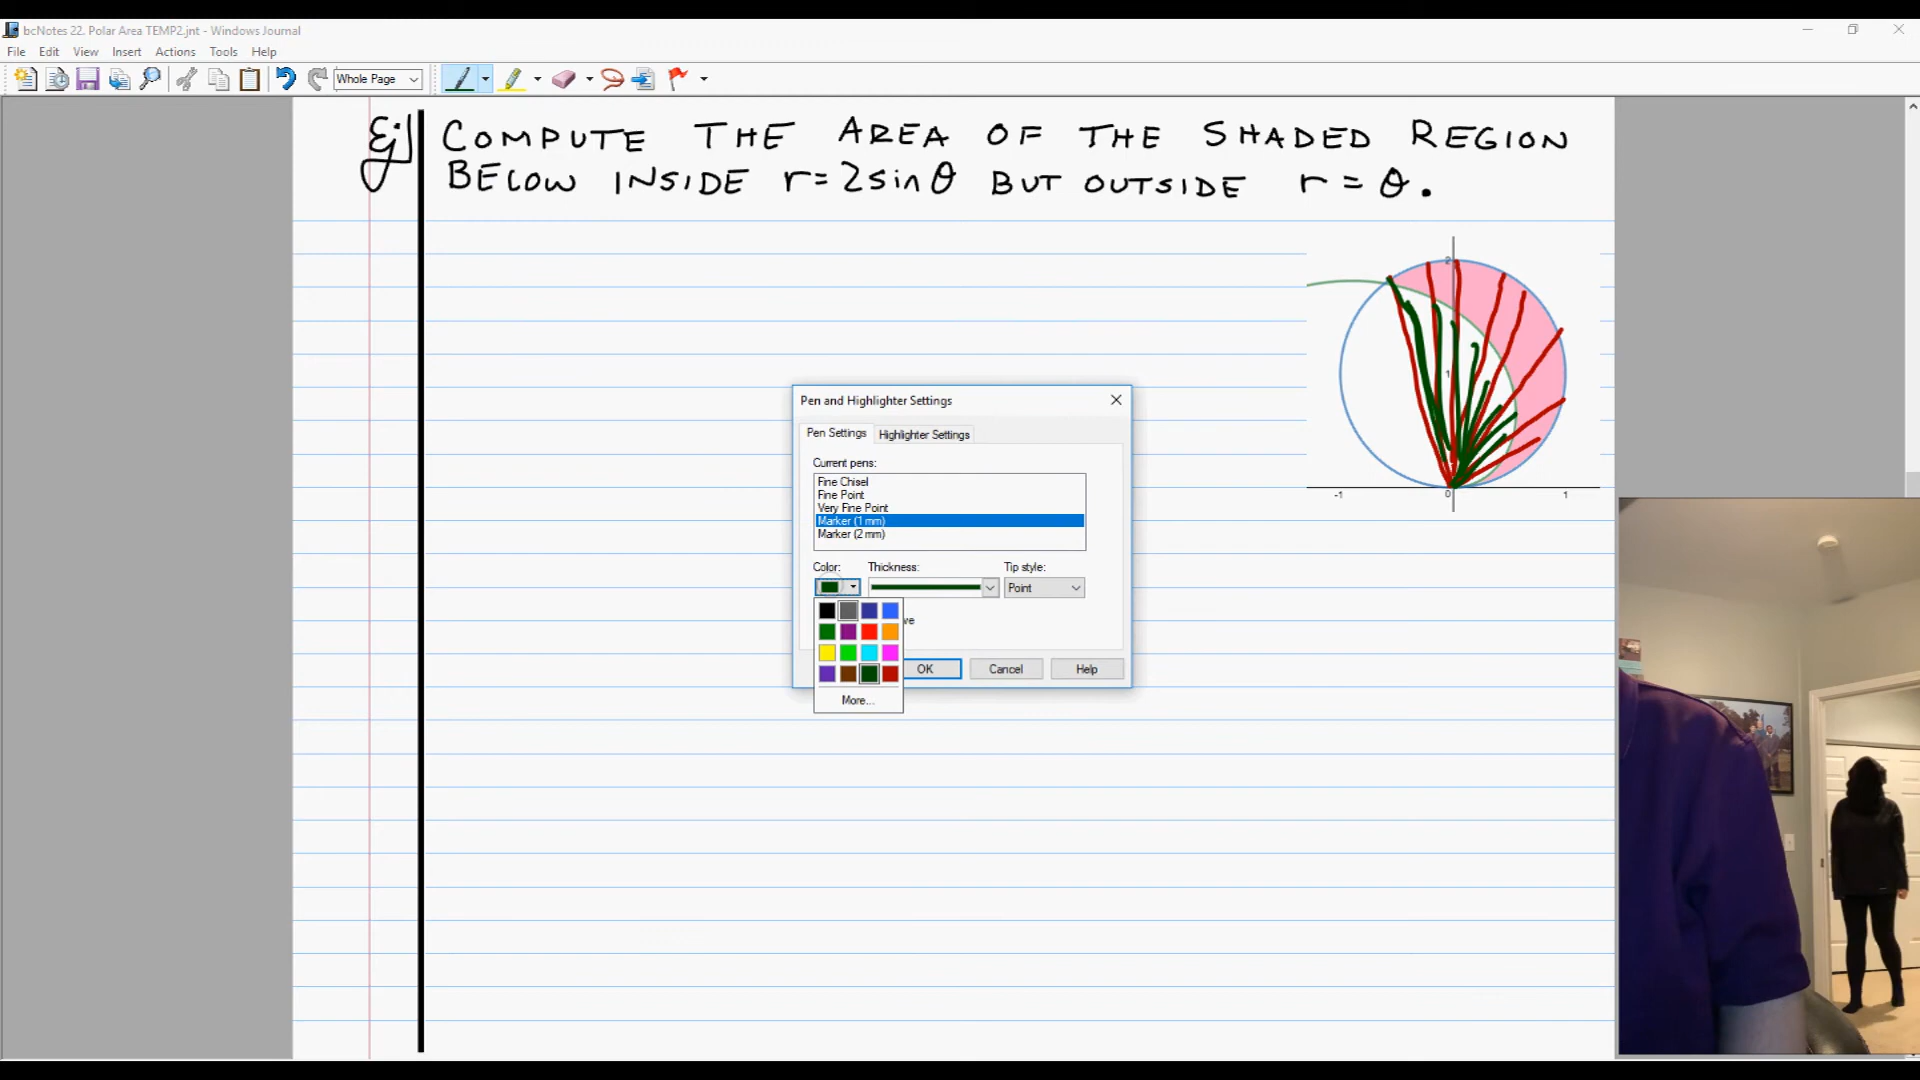 bcNotes 22. Polar Area TEMP2.jnt - Windows Journal
File Edit View Insert Actions Tools Help
Whole Page
Ej COMPUTE THE AREA OF THE SHADED REGION
BELOW INSIDE r=2sinθ BUT OUTSIDE r = θ.
2
1
-1 0 1
Pen and Highlighter Settings
Pen Settings Highlighter Settings
Current pens:
Fine Chisel
Fine Point
Very Fine Point
Marker (1 mm)
Marker (2 mm)
Color: Thickness: Tip style:
Point
ve
OK Cancel Help
More...